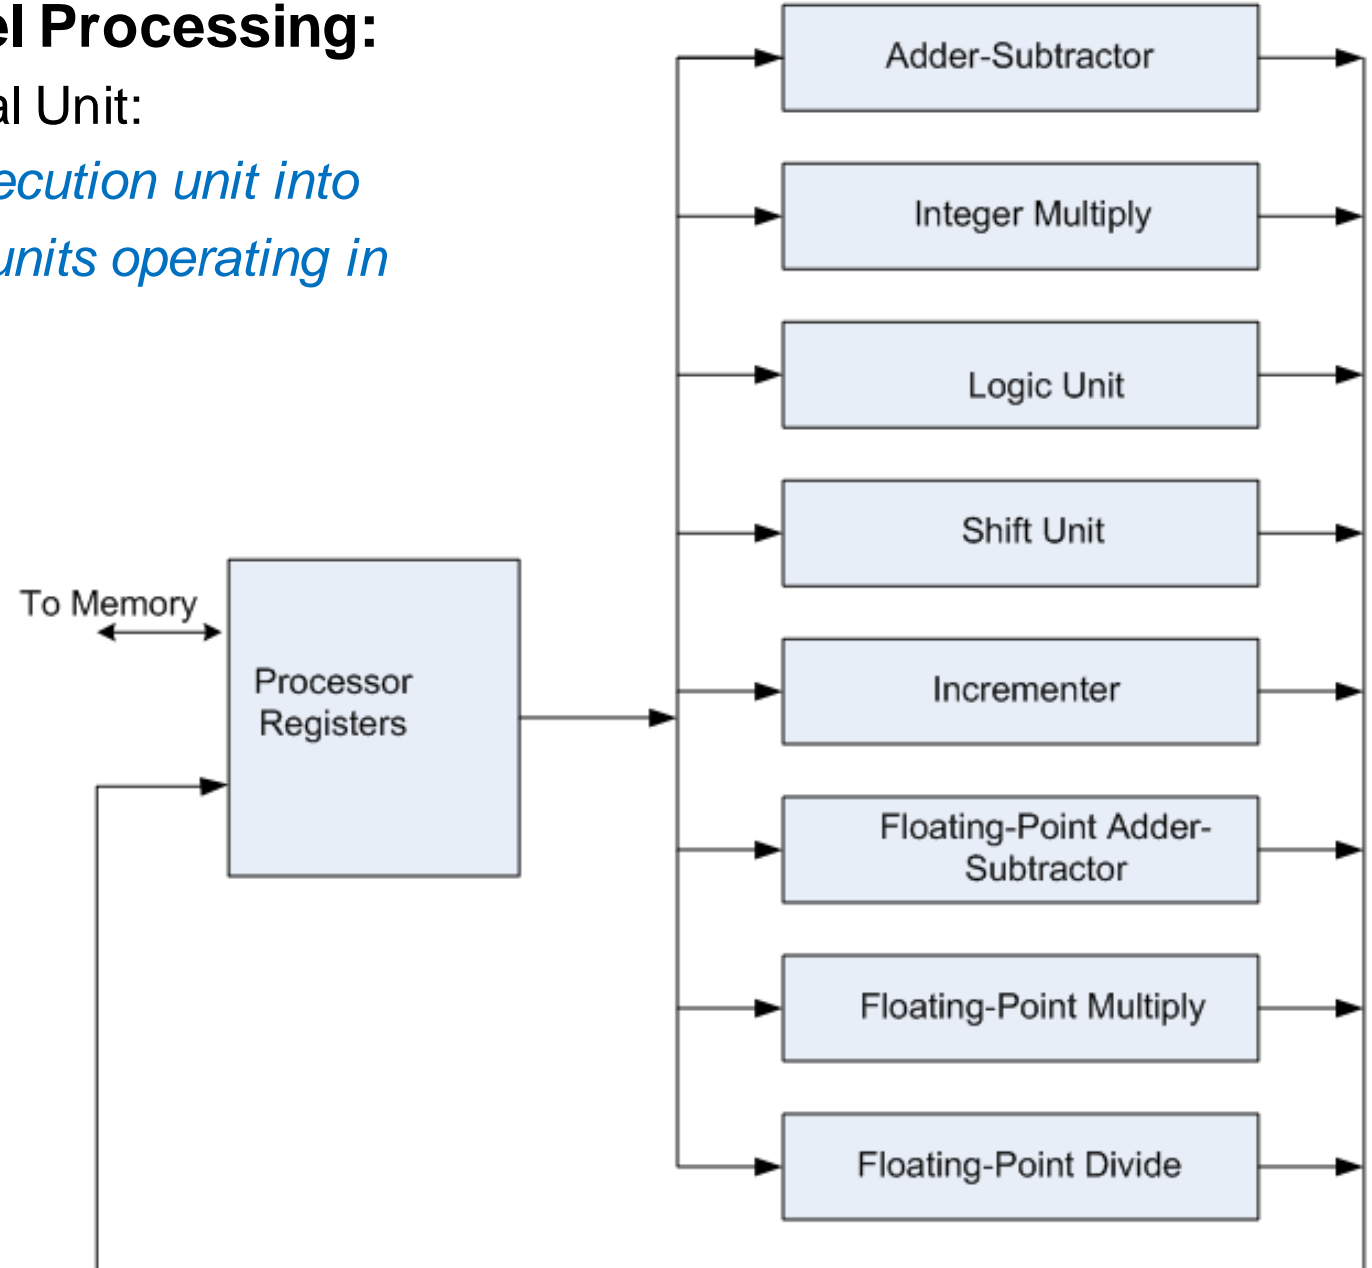 el Processing:
al Unit:
ecution unit into
units operating in
Adder-Subtractor
Integer Multiply
Logic Unit
Shift Unit
To Memory
Processor
Registers
Incrementer
Floating-Point Adder-
Subtractor
Floating-Point Multiply
Floating-Point Divide